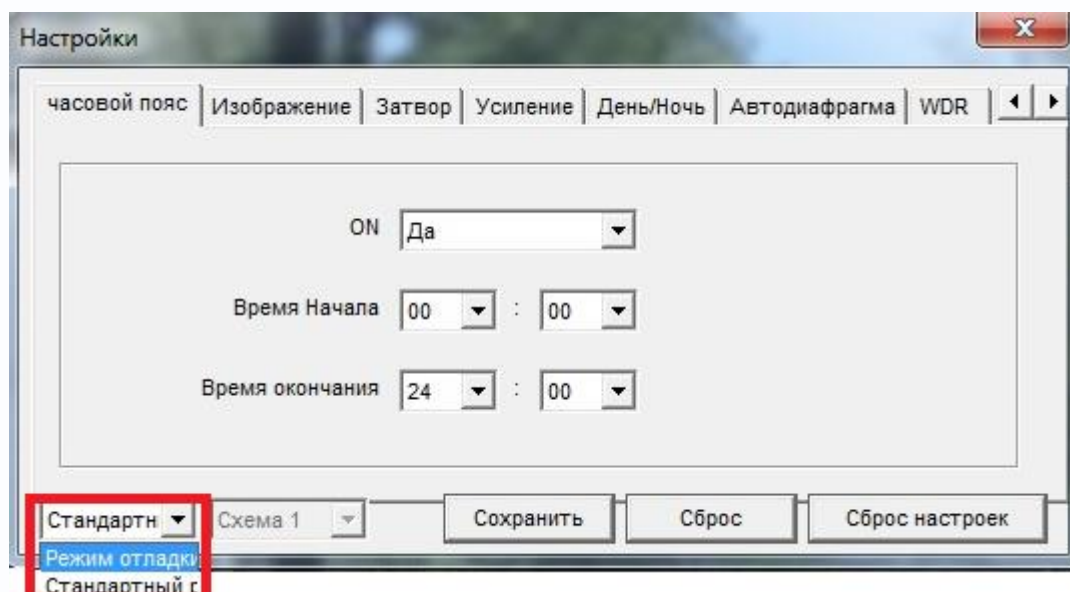 Настройки
часовой пояс Изображение Затвор Усиление День/Ночь Автодиафрагма WDR
ON Да
Время Начала 00 : 00
Время окончания 24 : 00
Стандартн Схема 1 Сохранить Сброс Сброс настроек
Режим отладки
Стандартный р